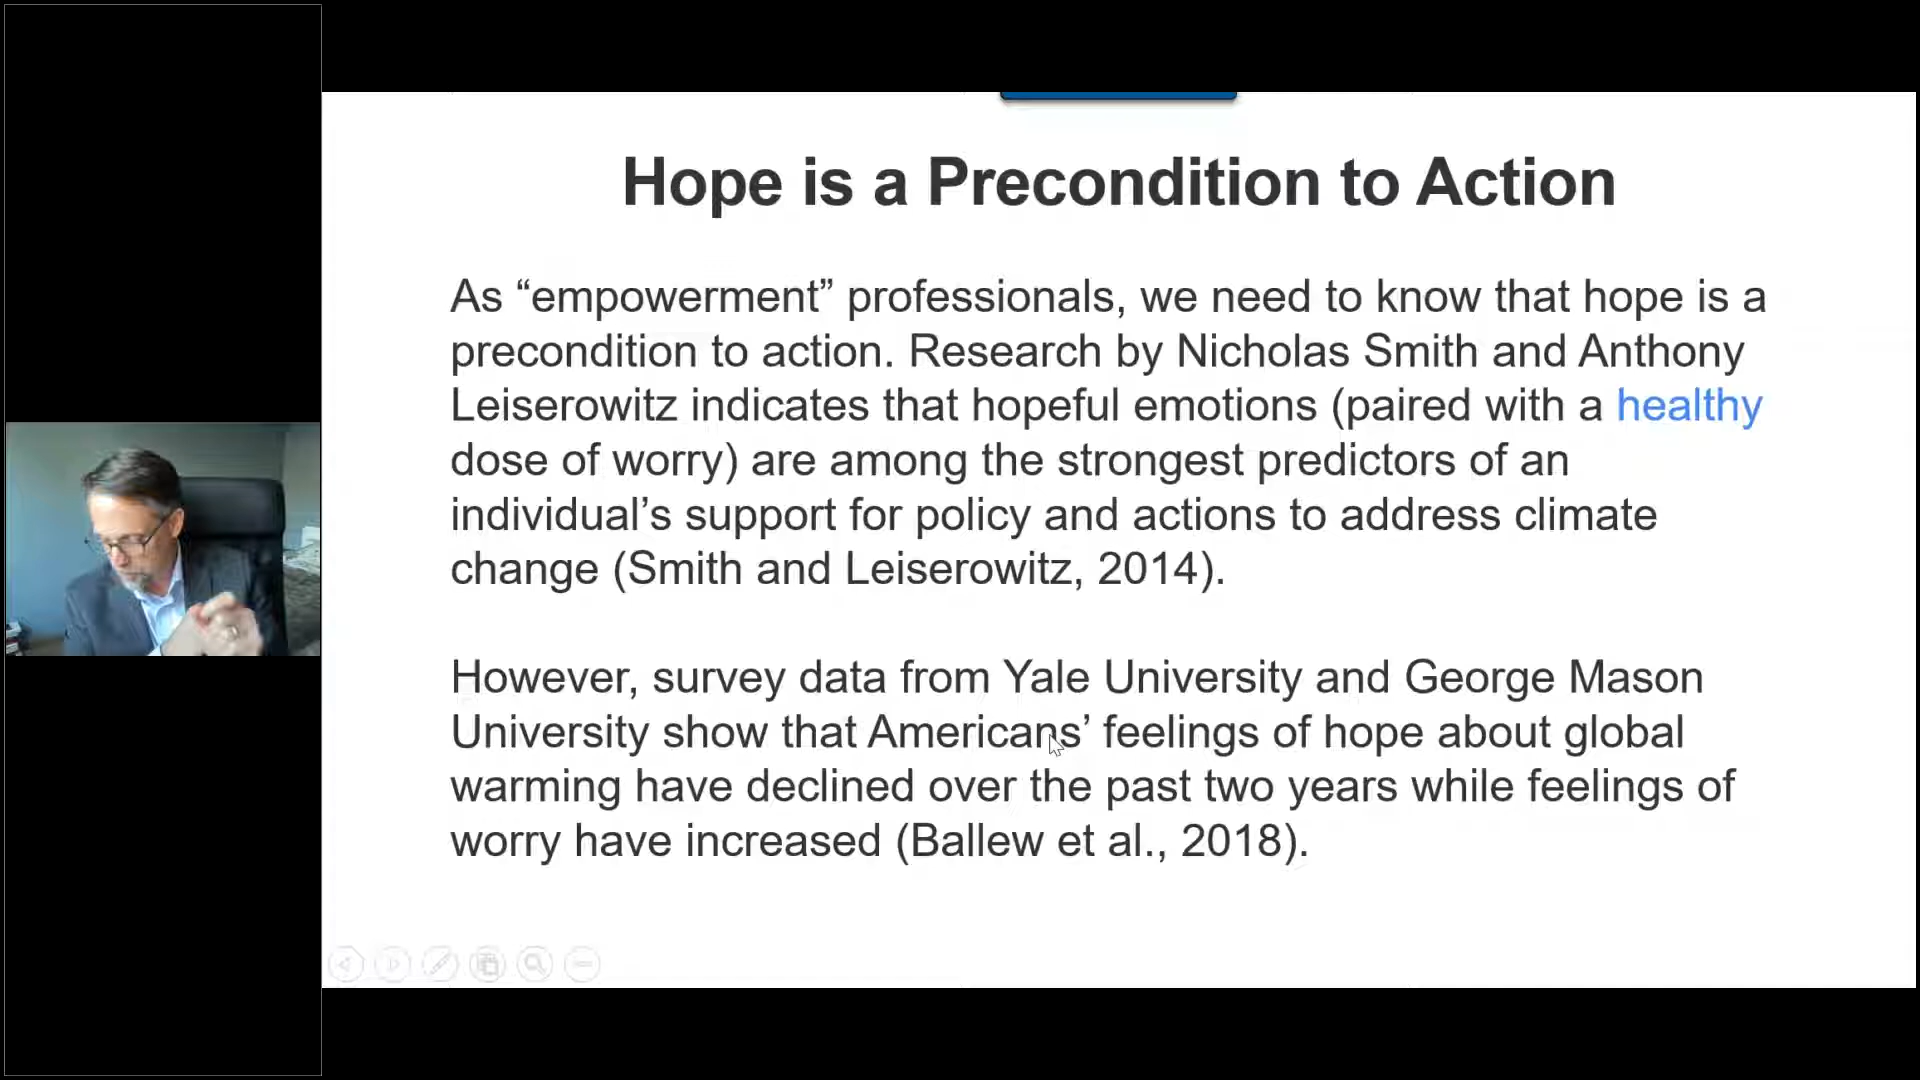 Hope is a Precondition to Action
As “empowerment” professionals, we need to know that hope is a
precondition to action. Research by Nicholas Smith and Anthony
Leiserowitz indicates that hopeful emotions (paired with a healthy
dose of worry) are among the strongest predictors of an
individual’s support for policy and actions to address climate
change (Smith and Leiserowitz, 2014).
However, survey data from Yale University and George Mason
University show that Americans’ feelings of hope about global
warming have declined over the past two years while feelings of
worry have increased (Ballew et al., 2018).